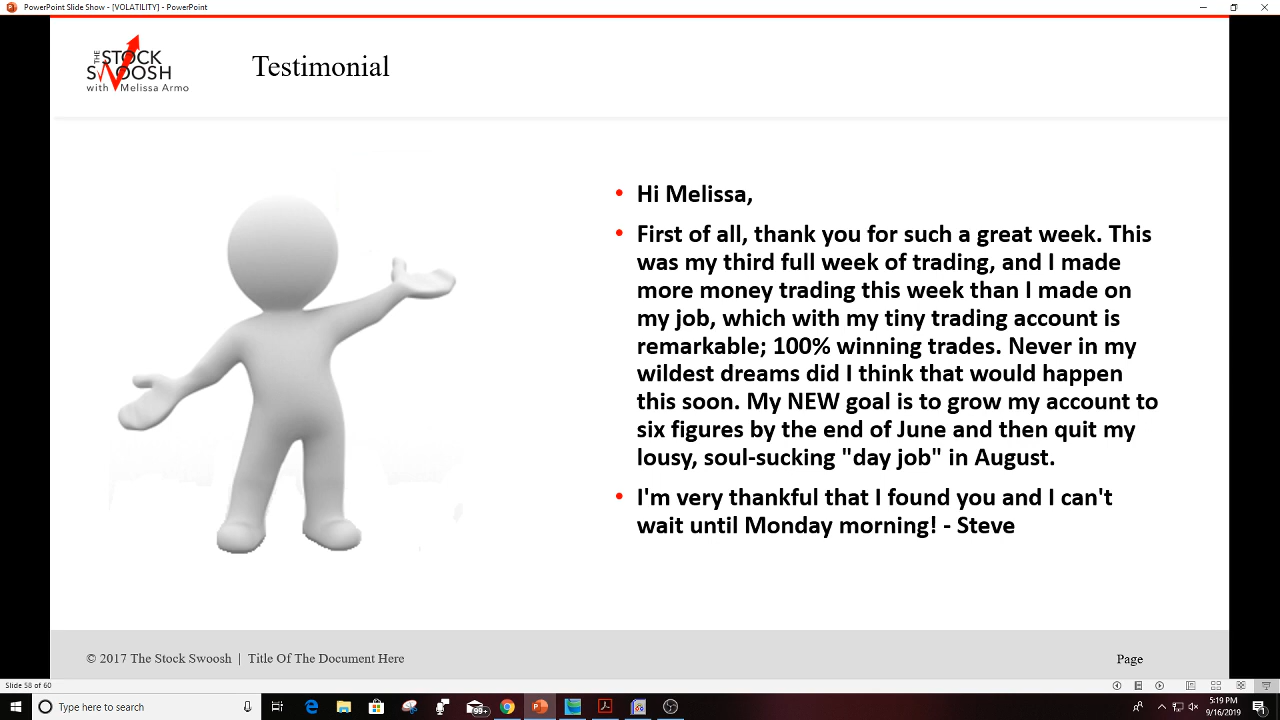 PowerPoint Slide Show - [VOLATILITY] - PowerPoint
THE STOCK
SWOOSH
with Melissa Armo
Testimonial
• Hi Melissa,
• First of all, thank you for such a great week. This
was my third full week of trading, and I made
more money trading this week than I made on
my job, which with my tiny trading account is
remarkable; 100% winning trades. Never in my
wildest dreams did I think that would happen
this soon. My NEW goal is to grow my account to
six figures by the end of June and then quit my
lousy, soul-sucking "day job" in August.
• I'm very thankful that I found you and I can't
wait until Monday morning! - Steve
© 2017 The Stock Swoosh | Title Of The Document Here
Page
Slide 58 of 60
Type here to search
99+
5:19 PM
9/16/2019